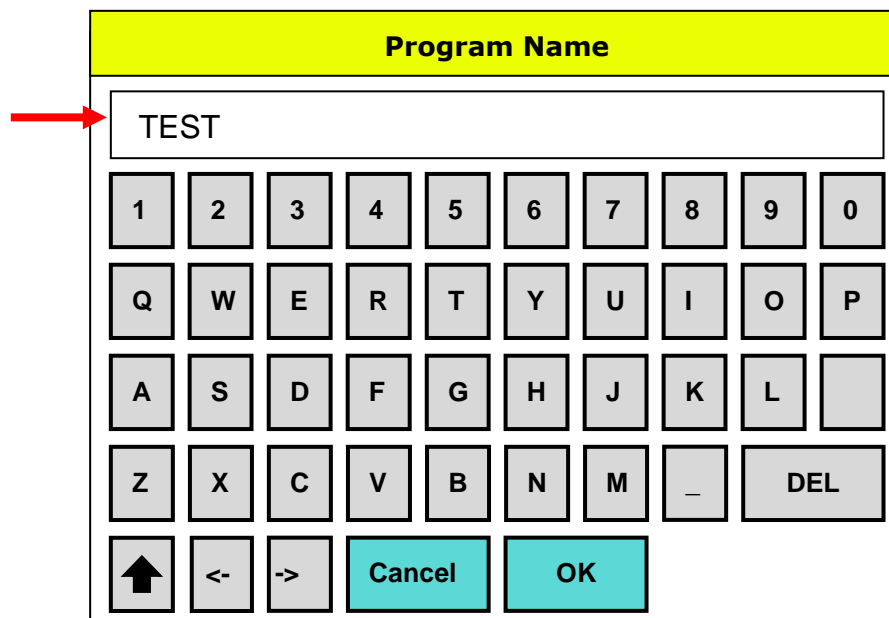 Program Name
TEST
1 2 3 4 5 6 7 8 9 0
Q W E R T Y U I O P
A S D F G H J K L
Z X C V B N M _ DEL
<- -> Cancel OK